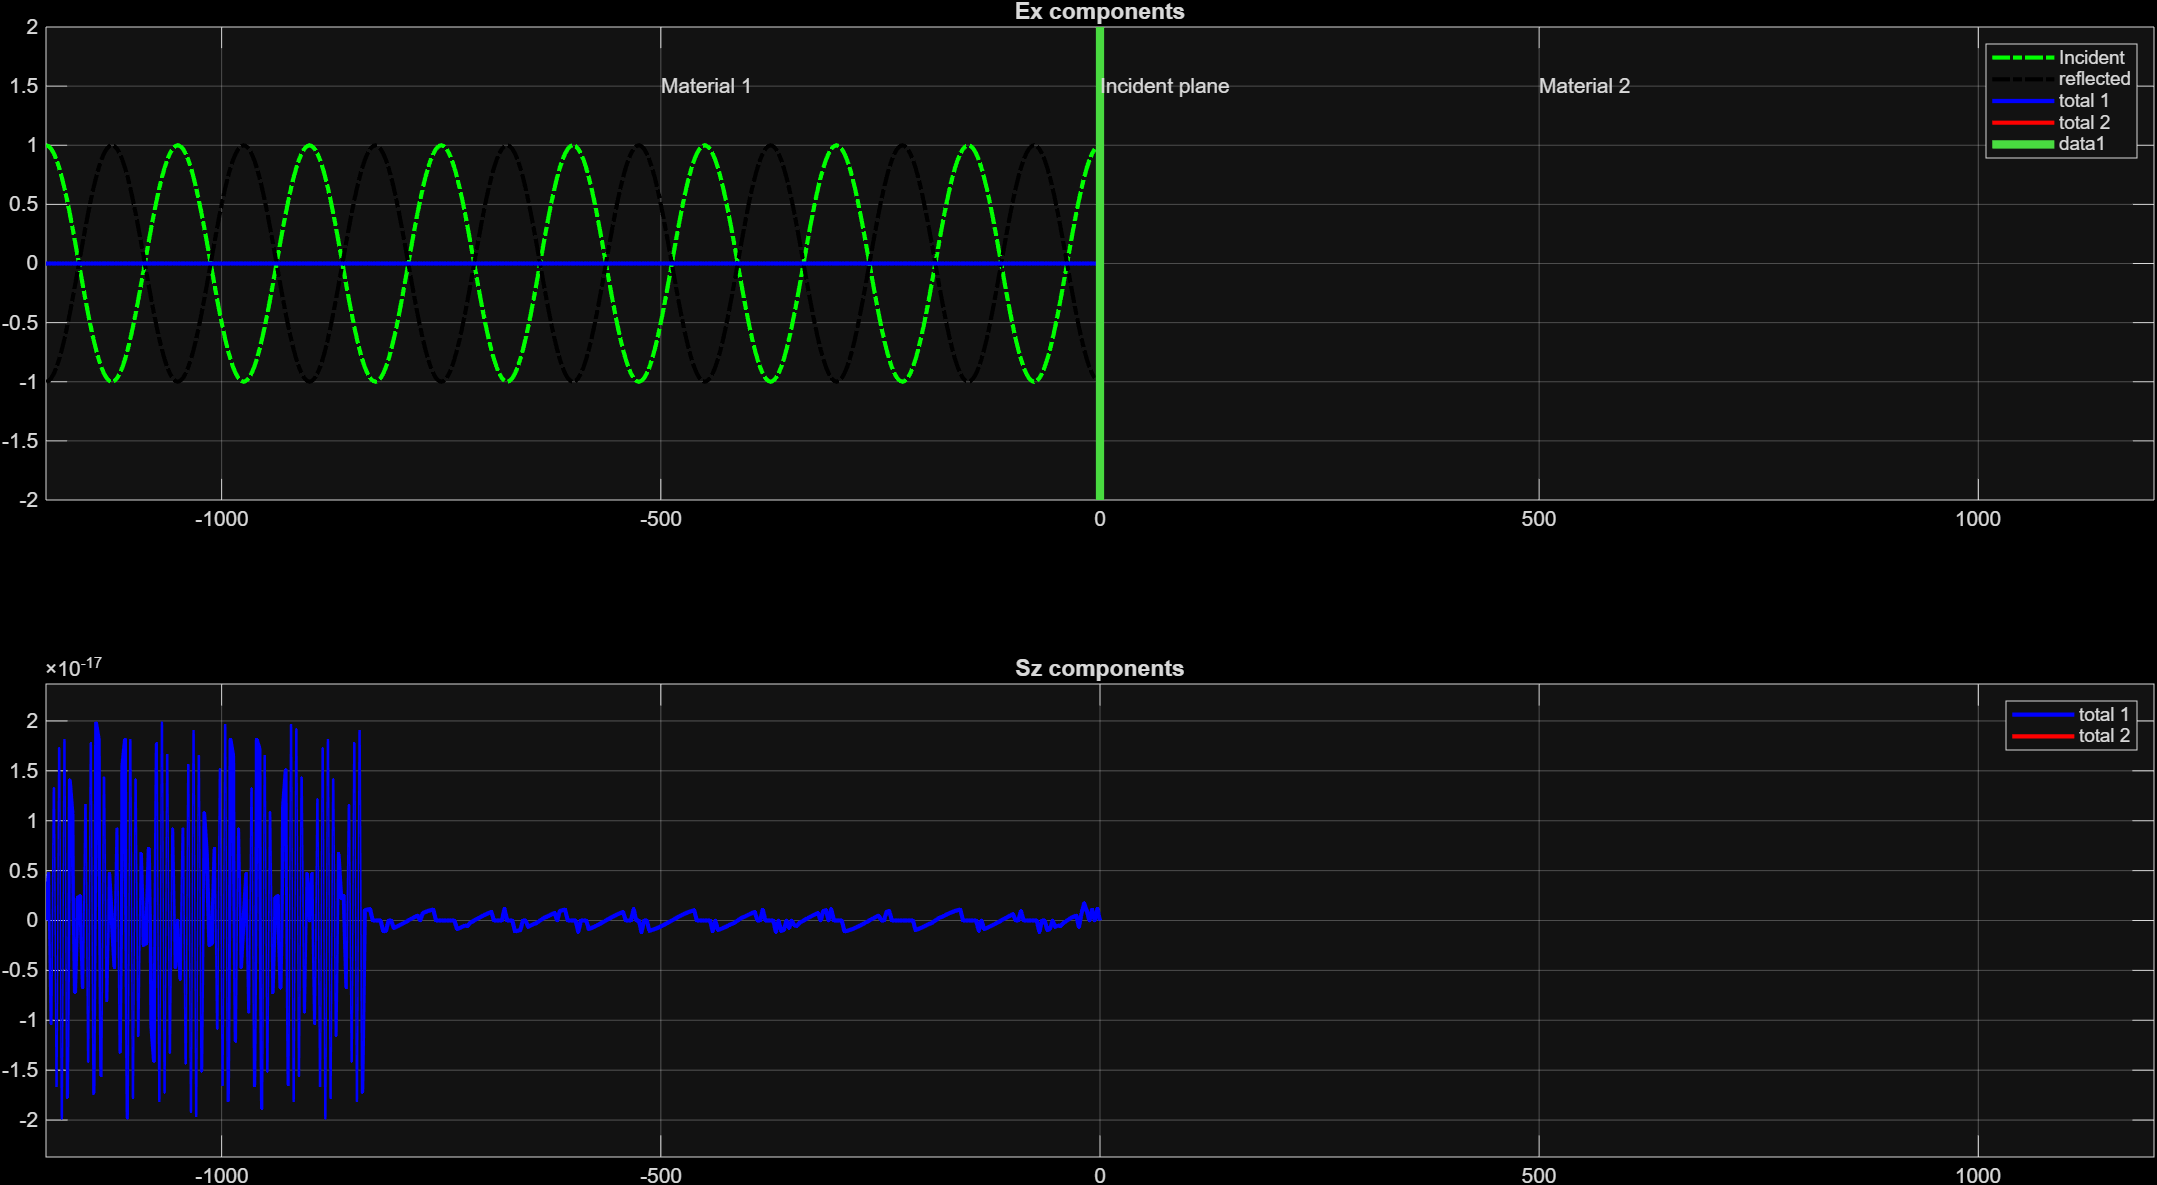 Ex components
2
1.5
1
0.5
0
-0.5
-1
-1.5
-2
Material 1
Incident plane
Material 2
Incident
reflected
total 1
total 2
data1
-1000
-500
0
500
1000
×10-17
Sz components
2
1.5
1
0.5
0
-0.5
-1
-1.5
-2
total 1
total 2
-1000
-500
0
500
1000